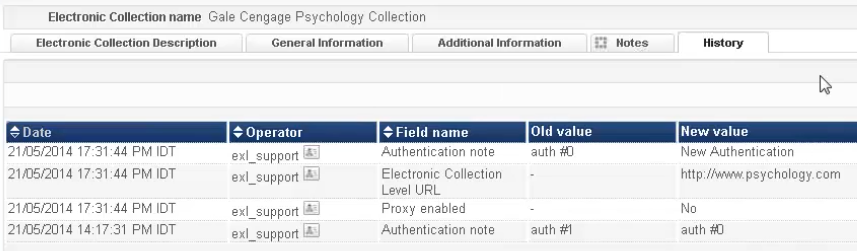 Electronic Collection name Gale Cengage Psychology Collection
Electronic Collection Description General Information Additional Information Notes History
Date Operator Field name Old value New value
21/05/2014 17:31:44 PM IDT exl_support Authentication note auth #0 New Authentication
21/05/2014 17:31:44 PM IDT exl_support Electronic Collection - http://www.psychology.com
Level URL
21/05/2014 17:31:44 PM IDT exl_support Proxy enabled - No
21/05/2014 14:17:31 PM IDT exl_support Authentication note auth #1 auth #0